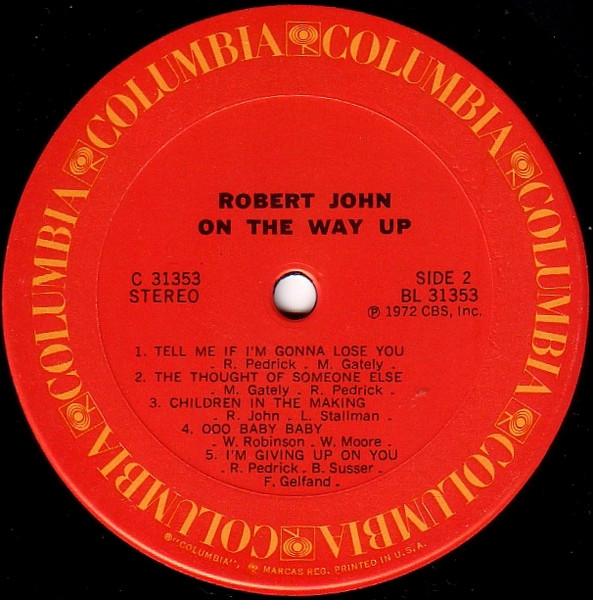 COLUMBIA COLUMBIA COLUMBIA COLUMBIA COLUMBIA COLUMBIA COLUMBIA COLUMBIA
ROBERT JOHN
ON THE WAY UP
C 31353
STEREO
SIDE 2
BL 31353
℗ 1972 CBS, Inc.
1. TELL ME IF I'M GONNA LOSE YOU
- R. Pedrick - M. Gately -
2. THE THOUGHT OF SOMEONE ELSE
- M. Gately - R. Pedrick -
3. CHILDREN IN THE MAKING
- R. John - L. Stallman -
4. OOO BABY BABY
- W. Robinson - W. Moore -
5. I'M GIVING UP ON YOU
- R. Pedrick - B. Susser -
F. Gelfand -
®"COLUMBIA", MARCAS REG. PRINTED IN U.S.A.